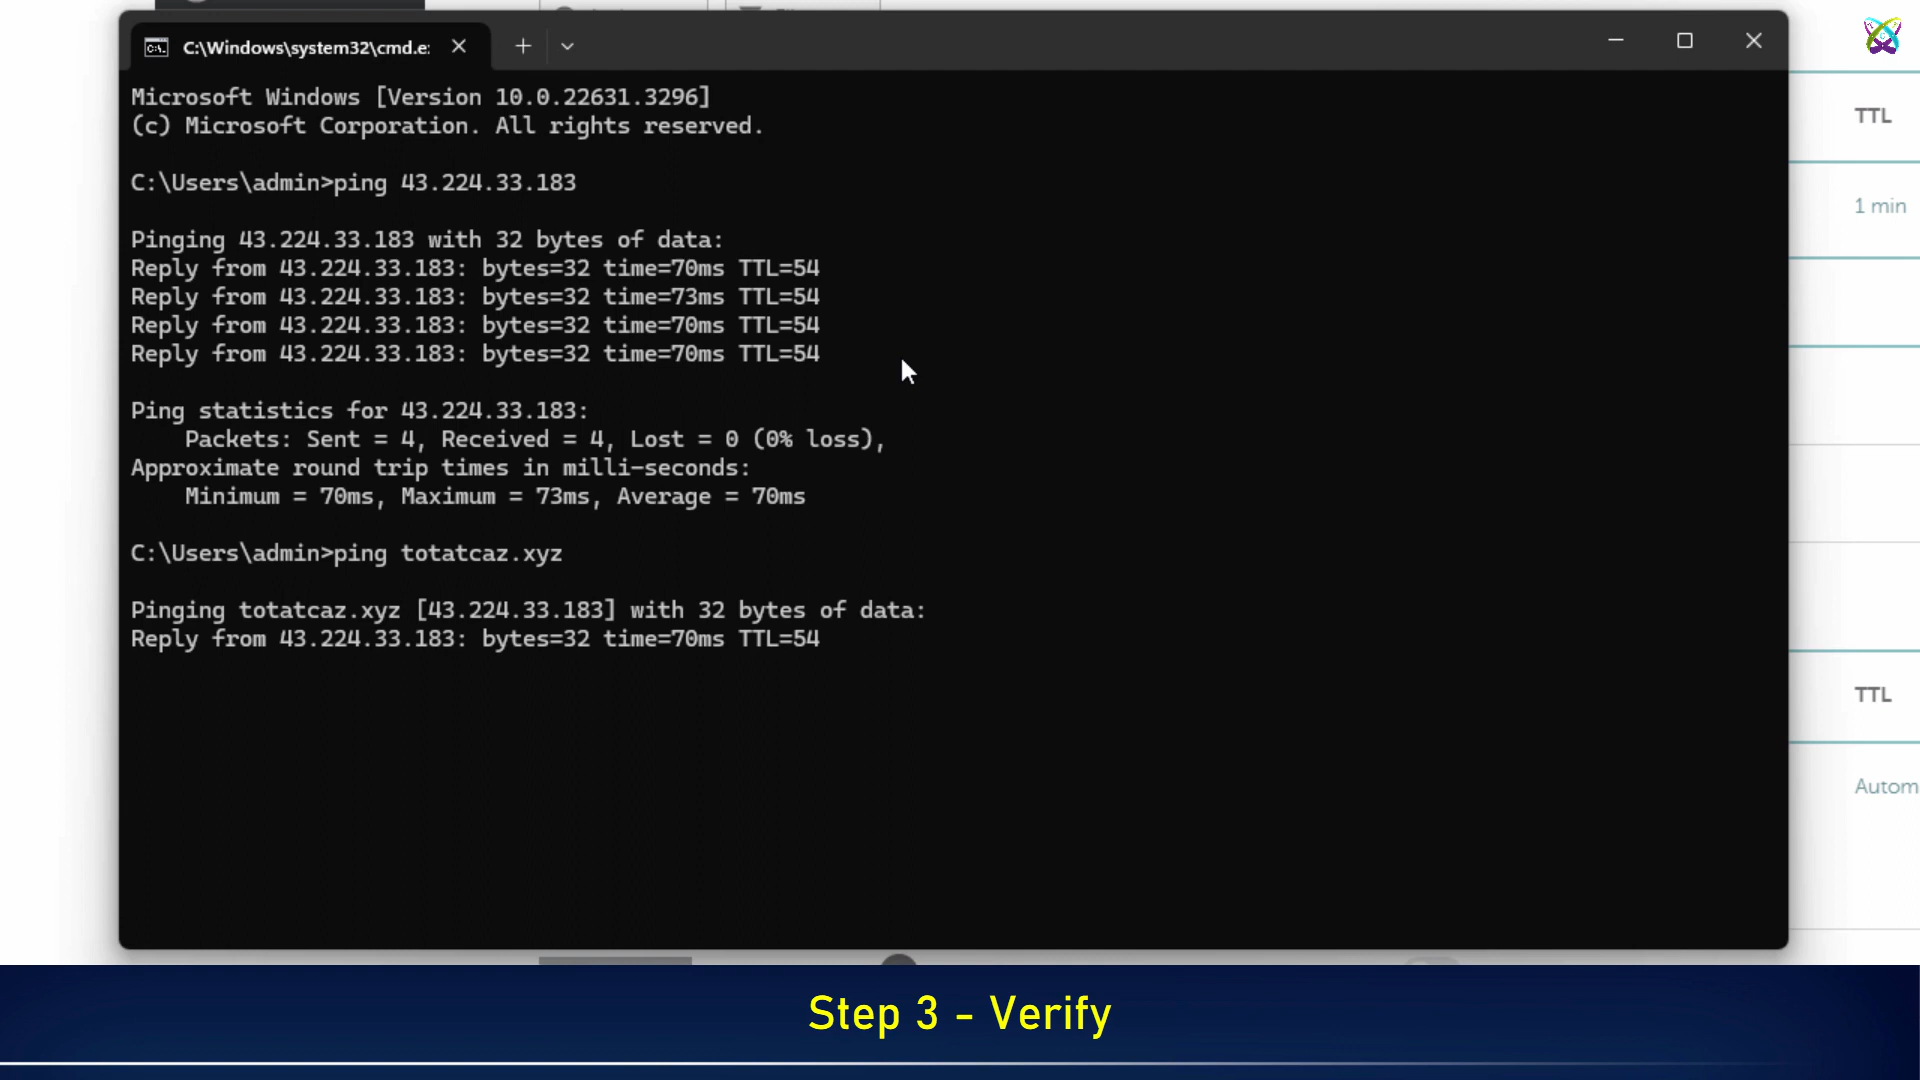 C:\Windows\system32\cmd.e:
Microsoft Windows [Version 10.0.22631.3296]
(c) Microsoft Corporation. All rights reserved.
C:\Users\admin>ping 43.224.33.183
Pinging 43.224.33.183 with 32 bytes of data:
Reply from 43.224.33.183: bytes=32 time=70ms TTL=54
Reply from 43.224.33.183: bytes=32 time=73ms TTL=54
Reply from 43.224.33.183: bytes=32 time=70ms TTL=54
Reply from 43.224.33.183: bytes=32 time=70ms TTL=54
Ping statistics for 43.224.33.183:
Packets: Sent = 4, Received = 4, Lost = 0 (0% loss),
Approximate round trip times in milli-seconds:
Minimum = 70ms, Maximum = 73ms, Average = 70ms
C:\Users\admin>ping totatcaz.xyz
Pinging totatcaz.xyz [43.224.33.183] with 32 bytes of data:
Reply from 43.224.33.183: bytes=32 time=70ms TTL=54
TTL
1 min
TTL
Autom
Step 3 - Verify